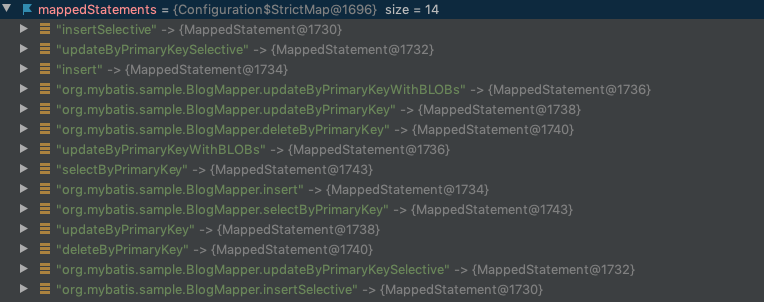 mappedStatements = {Configuration$StrictMap@1696} size = 14
"insertSelective" -> {MappedStatement@1730}
"updateByPrimaryKeySelective" -> {MappedStatement@1732}
"insert" -> {MappedStatement@1734}
"org.mybatis.sample.BlogMapper.updateByPrimaryKeyWithBLOBs" -> {MappedStatement@1736}
"org.mybatis.sample.BlogMapper.updateByPrimaryKey" -> {MappedStatement@1738}
"org.mybatis.sample.BlogMapper.deleteByPrimaryKey" -> {MappedStatement@1740}
"updateByPrimaryKeyWithBLOBs" -> {MappedStatement@1736}
"selectByPrimaryKey" -> {MappedStatement@1743}
"org.mybatis.sample.BlogMapper.insert" -> {MappedStatement@1734}
"org.mybatis.sample.BlogMapper.selectByPrimaryKey" -> {MappedStatement@1743}
"updateByPrimaryKey" -> {MappedStatement@1738}
"deleteByPrimaryKey" -> {MappedStatement@1740}
"org.mybatis.sample.BlogMapper.updateByPrimaryKeySelective" -> {MappedStatement@1732}
"org.mybatis.sample.BlogMapper.insertSelective" -> {MappedStatement@1730}